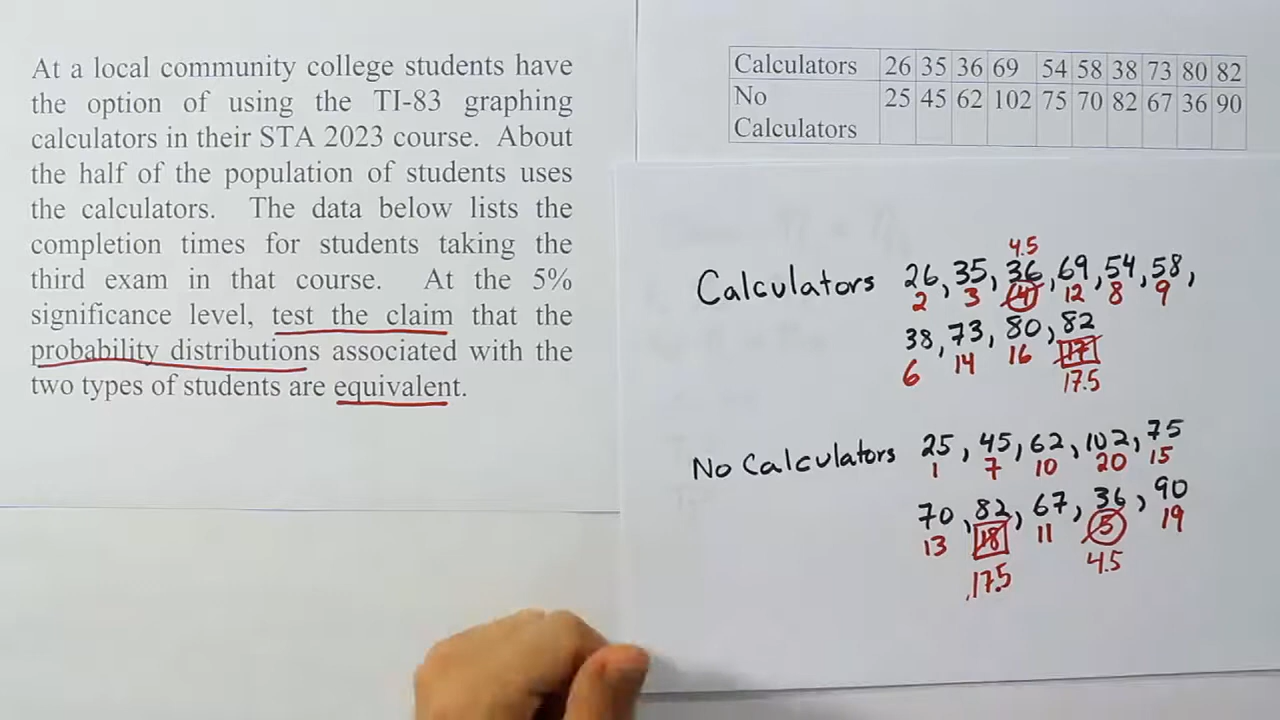 At a local community college students have
the option of using the TI-83 graphing
calculators in their STA 2023 course. About
the half of the population of students uses
the calculators. The data below lists the
completion times for students taking the
third exam in that course. At the 5%
significance level, test the claim that the
probability distributions associated with the
two types of students are equivalent.
Calculators 26 35 36 69 54 58 38 73 80 82
No 25 45 62 102 75 70 82 67 36 90
Calculators
4.5
Calculators 26, 35, 36, 69, 54, 58,
2 3 4 12 8 9
38, 73, 80, 82
6 14 16 17
17.5
No Calculators 25, 45, 62, 102, 75
1 7 10 20 15
70, 82, 67, 36, 90
13 18 11 5 19
17.5 4.5